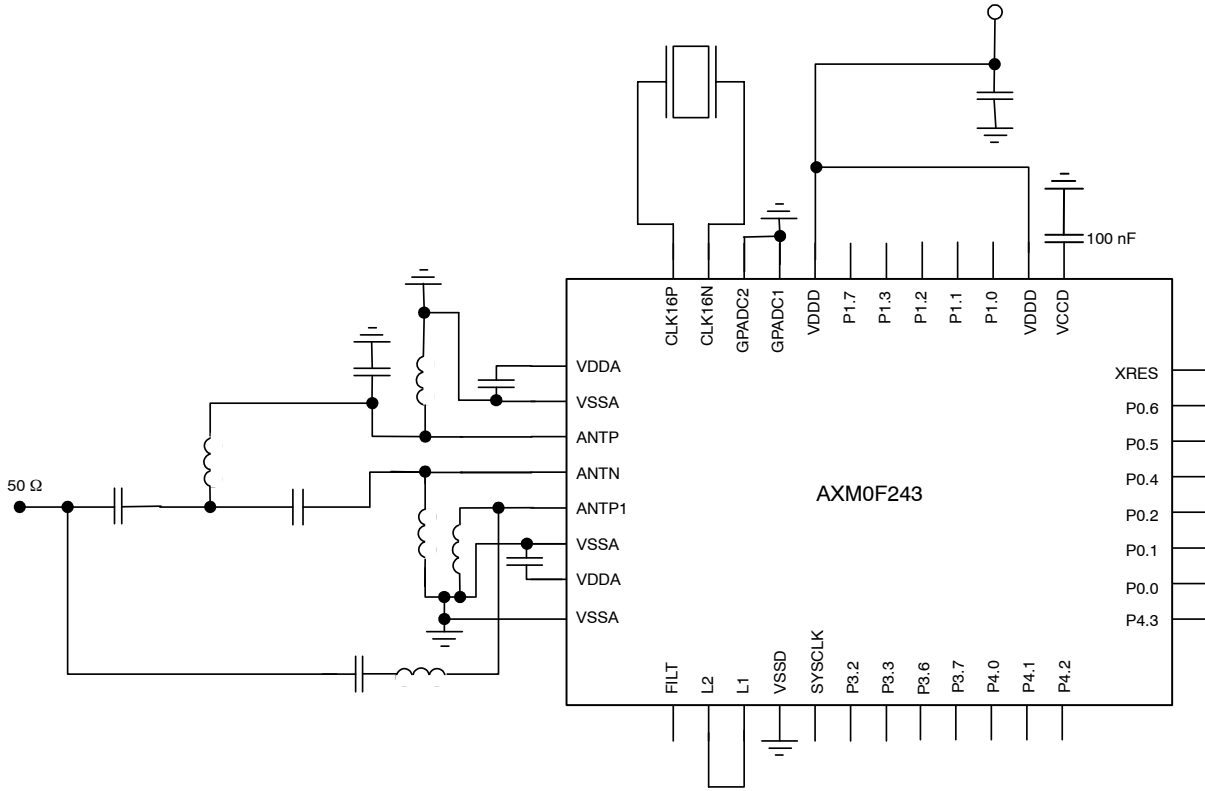 50 Ω
100 nF
CLK16P
CLK16N
GPADC2
GPADC1
VDDD
P1.7
P1.3
P1.2
P1.1
P1.0
VDDD
VCCD
VDDA
VSSA
ANTP
ANTN
ANTP1
VSSA
VDDA
VSSA
AXM0F243
XRES
P0.6
P0.5
P0.4
P0.2
P0.1
P0.0
P4.3
FILT
L2
L1
VSSD
SYSCLK
P3.2
P3.3
P3.6
P3.7
P4.0
P4.1
P4.2